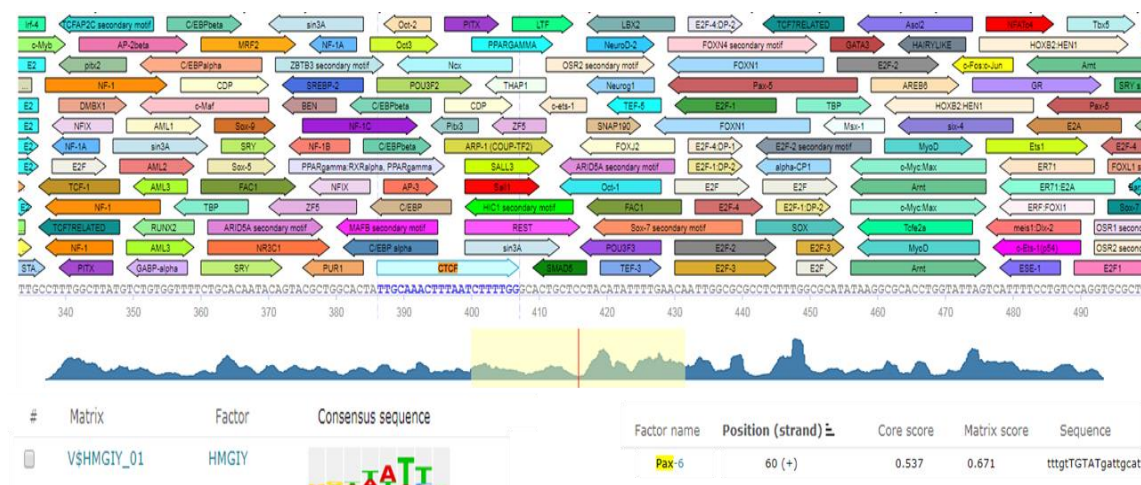 Irf-4 TCFAP2C secondary motif C/EBPbeta sin3A Oct-2 PITX LTF LBX2 E2F-4:DP-2 TCF7RELATED Ascl2 NFATc4 Tbx5
c-Myb AP-2beta MRF2 NF-1A Oct3 PPARGAMMA NeuroD-2 FOXN4 secondary motif GATA3 HAIRYLIKE HOXB2:HEN1
E2 pitx2 C/EBPalpha ZBTB3 secondary motif Ncx OSR2 secondary motif FOXN1 E2F-2 c-Fos:c-Jun Arnt
... NF-1 CDP SREBP-2 POU3F2 THAP1 Neurog1 Pax-5 AREB6 GR SRY s
E2 DMBX1 c-Maf BEN C/EBPbeta CDP c-ets-1 TEF-5 E2F-1 TBP HOXB2:HEN1 Pax-5
E2 NFIX AML1 Sox-9 NF-1C Pitx3 ZF5 SNAP190 FOXN1 Msx-1 six-4 E2A
E2 NF-1A sin3A SRY NF-1B C/EBPbeta ARP-1 (COUP-TF2) FOXJ2 E2F-4:DP-1 E2F-2 secondary motif MyoD Ets1 E2F-4
E2 E2F AML2 Sox-5 PPARgamma:RXRalpha, PPARgamma SALL3 ARID5A secondary motif E2F-1:DP-2 alpha-CP1 c-Myc:Max ER71 FOXL1 s
TCF-1 AML3 FAC1 NFIX AP-3 Sall1 Oct-1 E2F E2F Arnt ER71:E2A
E2 NF-1 TBP ZF5 C/EBP HIC1 secondary motif FAC1 E2F-4 E2F-1:DP-2 c-Myc:Max ERF:FOXI1 Sox-7
TCF7RELATED RUNX2 ARID5A secondary motif MAFB secondary motif REST Sox-7 secondary motif SOX Tcfe2a meis1:Dlx-2 OSR1 second
NF-1 AML3 NR3C1 C/EBP alpha sin3A POU3F3 E2F-2 E2F-3 MyoD c-Ets-1(p54) OSR2 second
STA PITX GABP-alpha SRY PUR1 CTCF SMAD5 TEF-3 E2F-3 E2F Arnt ESE-1 E2F1
TTGCCTTTGGCTTATGTCTGTGGTTTTCTGCACAATACAGTACGCTGGCACTATTGCAAACTTTAATCTTTTGGGCACTGCTCCTACATATTTTGAACAATTGGCGCGCCTCTTTGGCGCATATAAGGCGCACCTGGTATTAGTCATTTTCCTGTCCAGGTGCGCT
340 350 360 370 380 390 400 410 420 430 440 450 460 470 480 490
# Matrix Factor Consensus sequence
V$HMGIY_01 HMGIY
Factor name Position (strand) Core score Matrix score Sequence
Pax-6 60 (+) 0.537 0.671 tttgtTGTATgattgcat